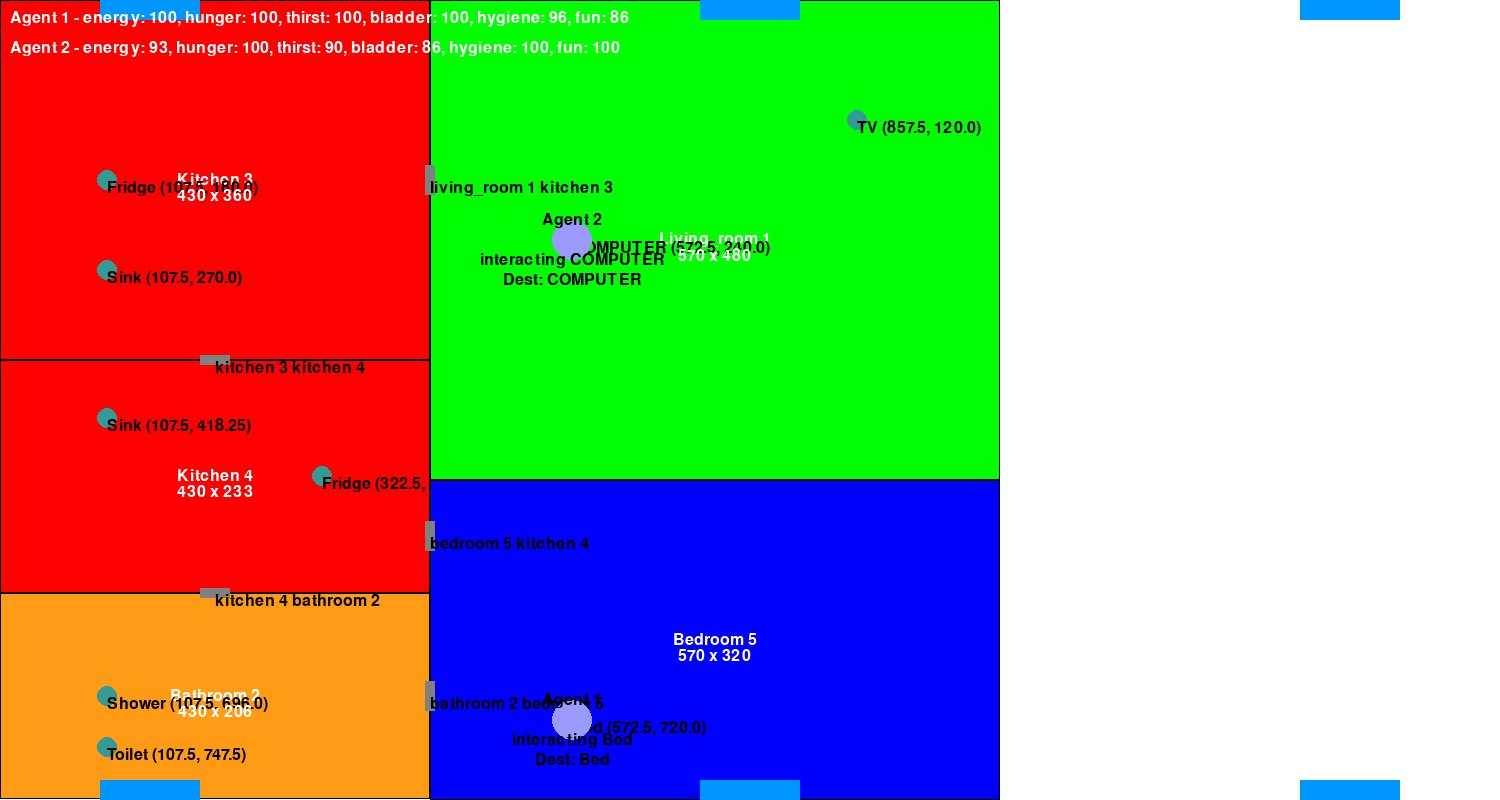 Agent 1 - energy: 100, hunger: 100, thirst: 100, bladder: 100, hygiene: 96, fun: 86
Agent 2 - energy: 93, hunger: 100, thirst: 90, bladder: 86, hygiene: 100, fun: 100
TV (857.5, 120.0)
Kitchen 3
Fridge (107.5, 180.0)
430 x 360
living_room 1 kitchen 3
Agent 2
Living_room 1
COMPUTER (572.5, 240.0)
570 x 480
interacting COMPUTER
Dest: COMPUTER
Sink (107.5, 270.0)
kitchen 3 kitchen 4
Sink (107.5, 418.25)
Kitchen 4
430 x 233
Fridge (322.5,
bedroom 5 kitchen 4
kitchen 4 bathroom 2
Bedroom 5
570 x 320
Bathroom 2
Shower (107.5, 696.0)
430 x 206
Agent 1
bathroom 2 bedroom 5
Bed (572.5, 720.0)
interacting Bed
Dest: Bed
Toilet (107.5, 747.5)